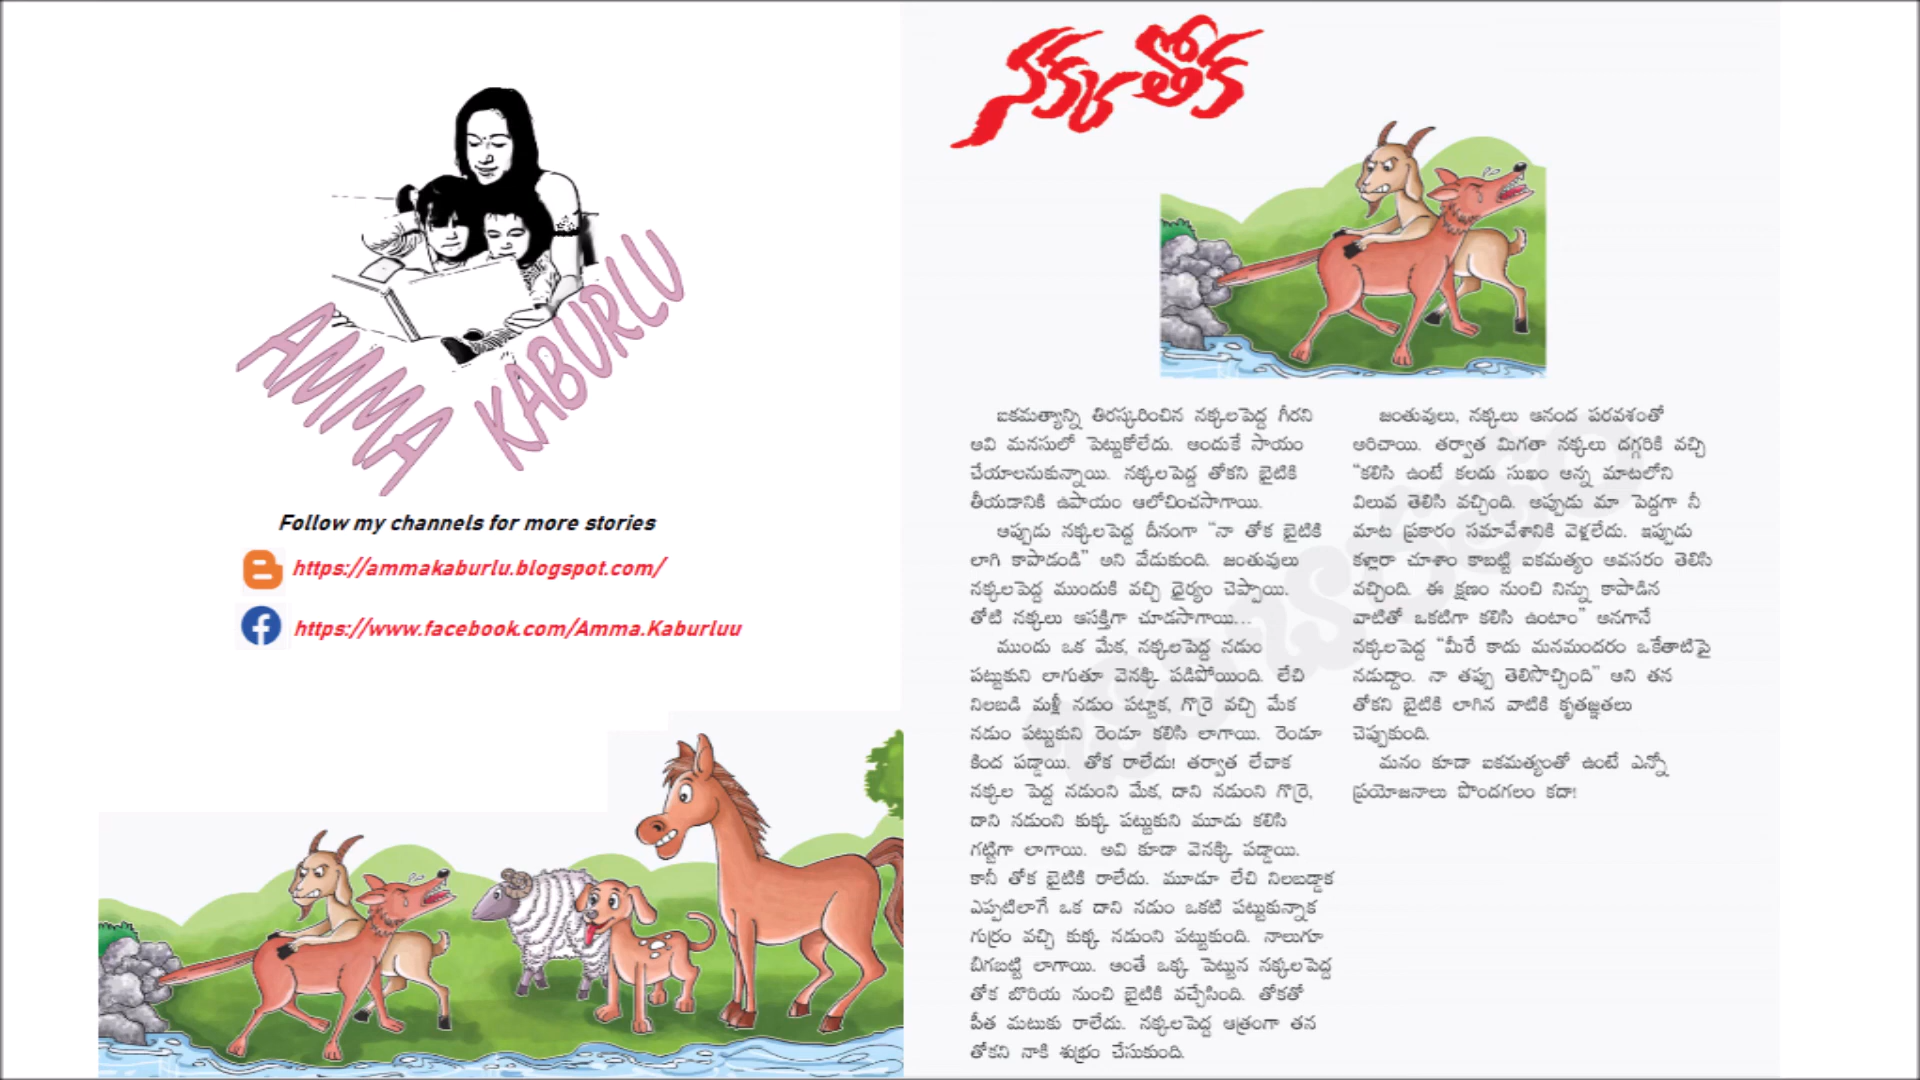 AMMA KABURLU
Follow my channels for more stories
https://ammakaburlu.blogspot.com/
https://www.facebook.com/Amma.Kaburluu
నక్కతోక
ఐకమత్యాన్ని తిరస్కరించిన నక్కలపెద్ద గీరని
అవి మనసులో పెట్టుకోలేదు. అందుకే సాయం
చేయాలనుకున్నాయి. నక్కలపెద్ద తోకని బైటికి
తీయడానికి ఉపాయం ఆలోచించసాగాయి.
అప్పుడు నక్కలపెద్ద దీనంగా “నా తోక బైటికి
లాగి కాపాడండి” అని వేడుకుంది. జంతువులు
నక్కలపెద్ద ముందుకి వచ్చి ధైర్యం చెప్పాయి.
తోటి నక్కలు ఆసక్తిగా చూడసాగాయి...
ముందు ఒక మేక, నక్కలపెద్ద నడుం
పట్టుకుని లాగుతూ వెనక్కి పడిపోయింది. లేచి
నిలబడి మళ్లీ నడుం పట్టాక, గొర్రె వచ్చి మేక
నడుం పట్టుకుని రెండూ కలిసి లాగాయి. రెండూ
కింద పడ్డాయి. తోక రాలేదు! తర్వాత లేచాక
నక్కల పెద్ద నడుంని మేక, దాని నడుంని గొర్రె,
దాని నడుంని కుక్క పట్టుకుని మూడు కలిసి
గట్టిగా లాగాయి. అవి కూడా వెనక్కి పడ్డాయి.
కానీ తోక బైటికి రాలేదు. మూడూ లేచి నిలబడ్డాక
ఎప్పటిలాగే ఒక దాని నడుం ఒకటి పట్టుకున్నాక
గుర్రం వచ్చి కుక్క నడుంని పట్టుకుంది. నాలుగూ
బిగబట్టి లాగాయి. అంతే ఒక్క పెట్టున నక్కలపెద్ద
తోక బొరియ నుంచి బైటికి వచ్చేసింది. తోకతో
పీత మటుకు రాలేదు. నక్కలపెద్ద ఆత్రంగా తన
తోకని నాకి శుభ్రం చేసుకుంది.
జంతువులు, నక్కలు ఆనంద పరవశంతో
అరిచాయి. తర్వాత మిగతా నక్కలు దగ్గరికి వచ్చి
“కలిసి ఉంటే కలదు సుఖం అన్న మాటలోని
విలువ తెలిసి వచ్చింది. అప్పుడు మా పెద్దగా నీ
మాట ప్రకారం సమావేశానికి వెళ్లలేదు. ఇప్పుడు
కళ్లారా చూశాం కాబట్టి ఐకమత్యం అవసరం తెలిసి
వచ్చింది. ఈ క్షణం నుంచి నిన్ను కాపాడిన
వాటితో ఒకటిగా కలిసి ఉంటాం” అనగానే
నక్కలపెద్ద “మీరే కాదు మనమందరం ఒకేతాటిపై
నడుద్దాం. నా తప్పు తెలిసొచ్చింది” అని తన
తోకని బైటికి లాగిన వాటికి కృతజ్ఞతలు
చెప్పుకుంది.
మనం కూడా ఐకమత్యంతో ఉంటే ఎన్నో
ప్రయోజనాలు పొందగలం కదా!